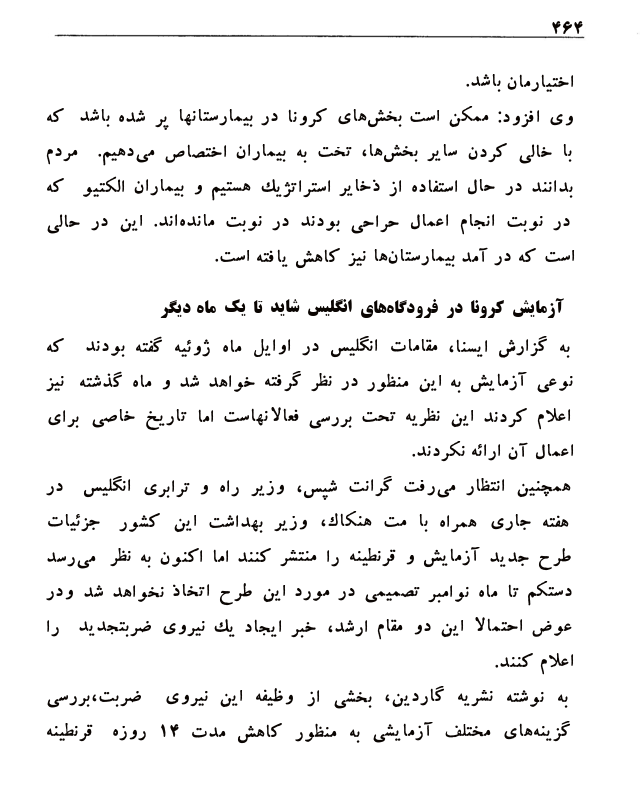 ۴۶۴
اختیارمان باشد.
وی افزود: ممکن است بخش‌های کرونا در بیمارستانها پر شده باشد که
با خالی کردن سایر بخش‌ها، تخت به بیماران اختصاص می‌دهیم. مردم
بدانند در حال استفاده از ذخایر استراتژیك هستیم و بیماران الکتیو که
در نوبت انجام اعمال جراحی بودند در نوبت مانده‌اند. این در حالی
است که در آمد بیمارستان‌ها نیز کاهش یافته است.
آزمایش کرونا در فرودگاه‌های انگلیس شاید تا یک ماه دیگر
به گزارش ایسنا، مقامات انگلیس در اوایل ماه ژوئیه گفته بودند که
نوعی آزمایش به این منظور در نظر گرفته خواهد شد و ماه گذشته نیز
اعلام کردند این نظریه تحت بررسی فعالانهاست اما تاریخ خاصی برای
اعمال آن ارائه نکردند.
همچنین انتظار می‌رفت گرانت شپس، وزیر راه و ترابری انگلیس در
هفته جاری همراه با مت هنکاك، وزیر بهداشت این کشور جزئیات
طرح جدید آزمایش و قرنطینه را منتشر کنند اما اکنون به نظر می‌رسد
دستکم تا ماه نوامبر تصمیمی در مورد این طرح اتخاذ نخواهد شد ودر
عوض احتمالا این دو مقام ارشد، خبر ایجاد یك نیروی ضربتجدید را
اعلام کنند.
به نوشته نشریه گاردین، بخشی از وظیفه این نیروی ضربت،بررسی
گزینه‌های مختلف آزمایشی به منظور کاهش مدت ۱۴ روزه قرنطینه